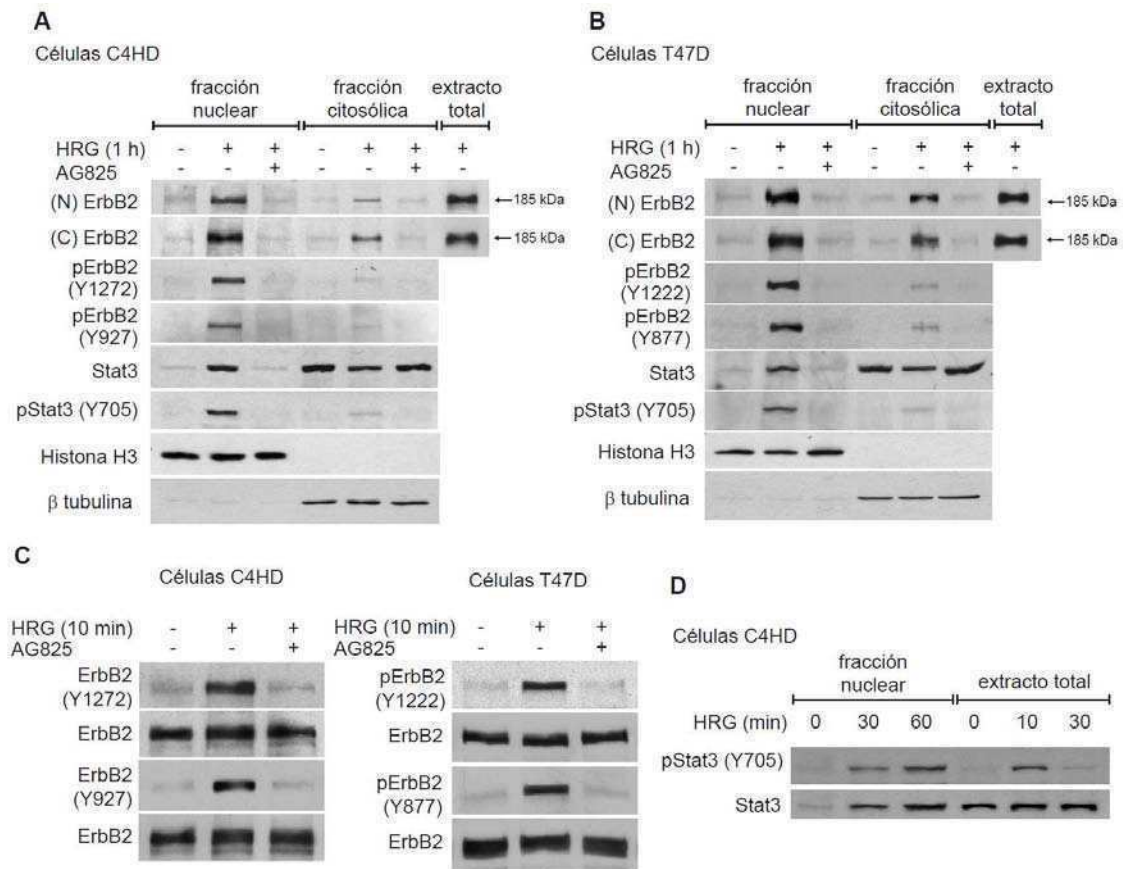 A
Células C4HD
fracción nuclear
fracción citosólica
extracto total
HRG (1 h) - + + - + + +
AG825 - - + - - +
(N) ErbB2
185 kDa
(C) ErbB2
185 kDa
pErbB2 (Y1272)
pErbB2 (Y927)
Stat3
pStat3 (Y705)
Histona H3
β tubulina
B
Células T47D
fracción nuclear
fracción citosólica
extracto total
HRG (1 h) - + + - + + +
AG825 - - + - - +
(N) ErbB2
185 kDa
(C) ErbB2
185 kDa
pErbB2 (Y1222)
pErbB2 (Y877)
Stat3
pStat3 (Y705)
Histona H3
β tubulina
C
Células C4HD
HRG (10 min) - + +
AG825 - - +
ErbB2 (Y1272)
ErbB2
ErbB2 (Y927)
ErbB2
Células T47D
HRG (10 min) - + +
AG825 - - +
pErbB2 (Y1222)
ErbB2
pErbB2 (Y877)
ErbB2
D
Células C4HD
fracción nuclear
extracto total
HRG (min) 0 30 60 0 10 30
pStat3 (Y705)
Stat3